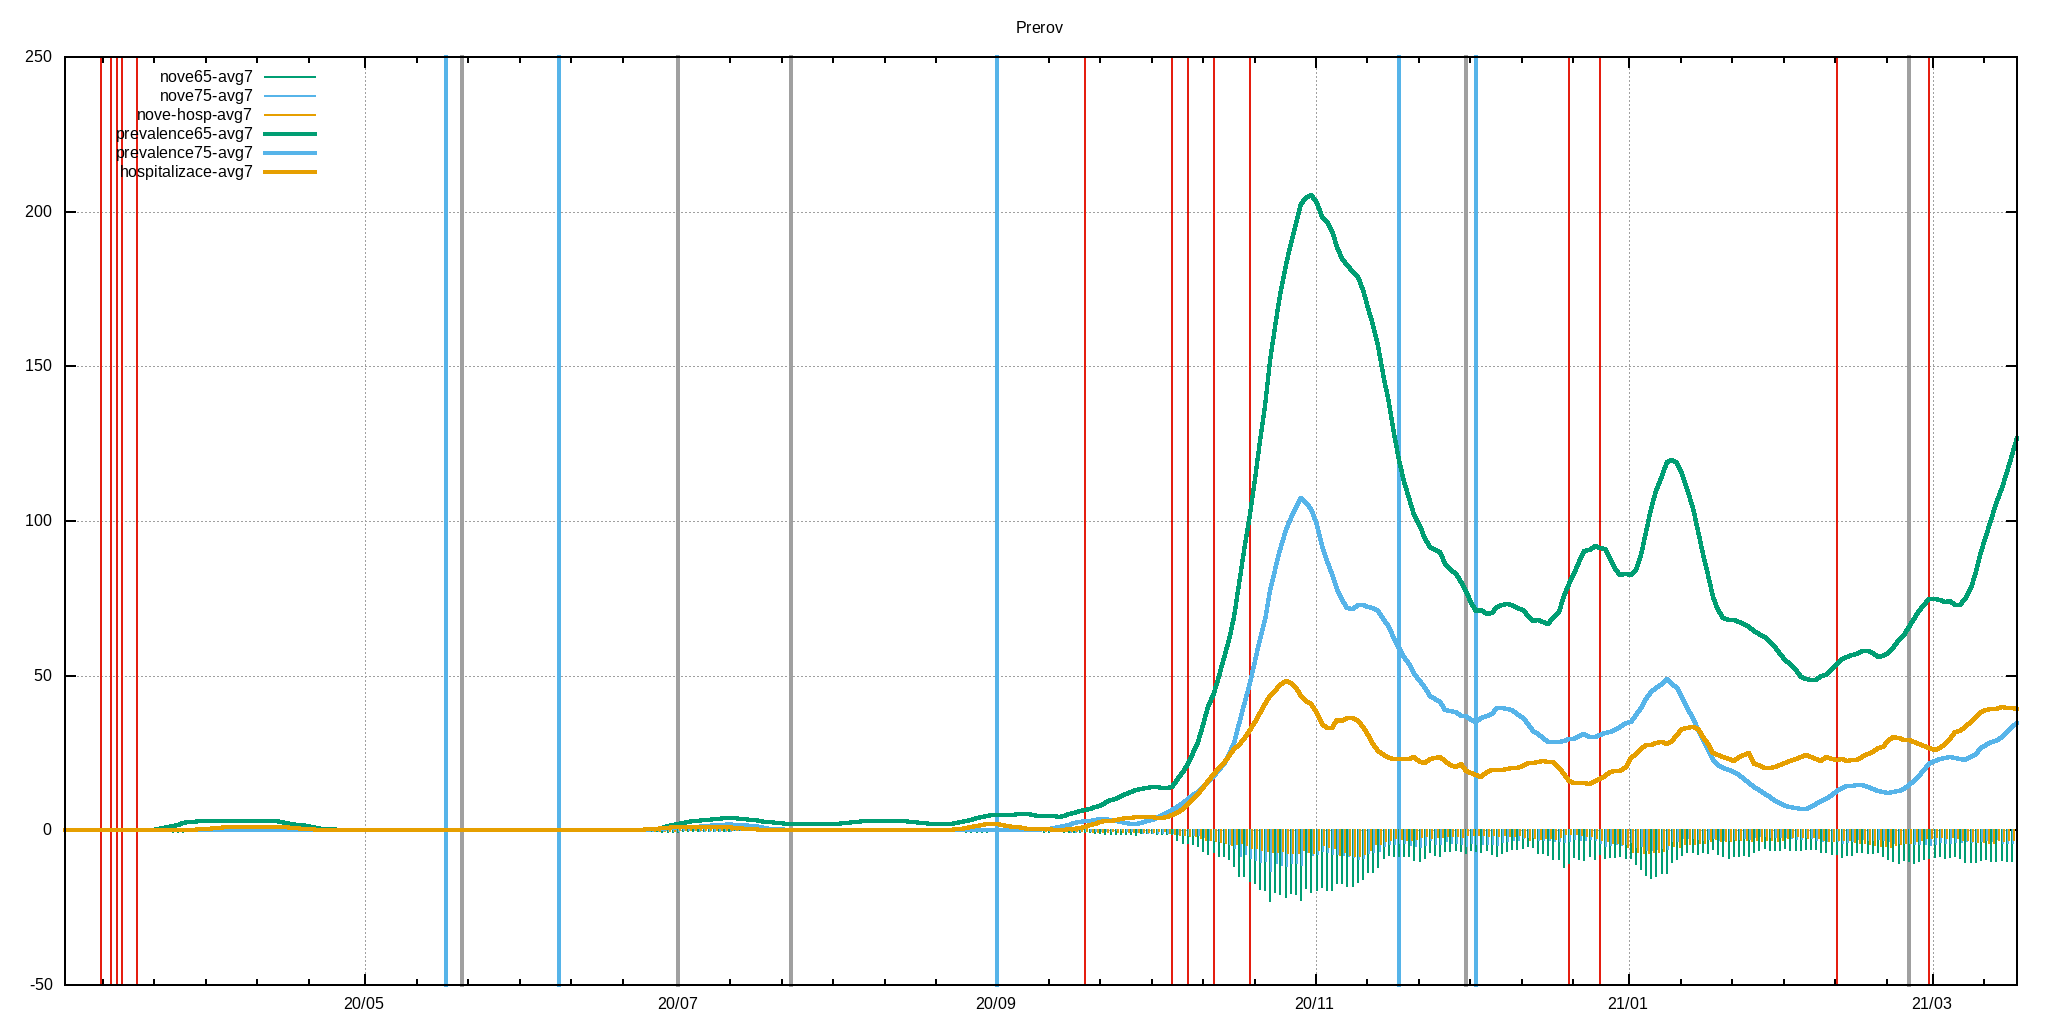 Prerov
250
200
150
100
50
0
-50
nove65-avg7
nove75-avg7
nove-hosp-avg7
prevalence65-avg7
prevalence75-avg7
hospitalizace-avg7
20/05
20/07
20/09
20/11
21/01
21/03